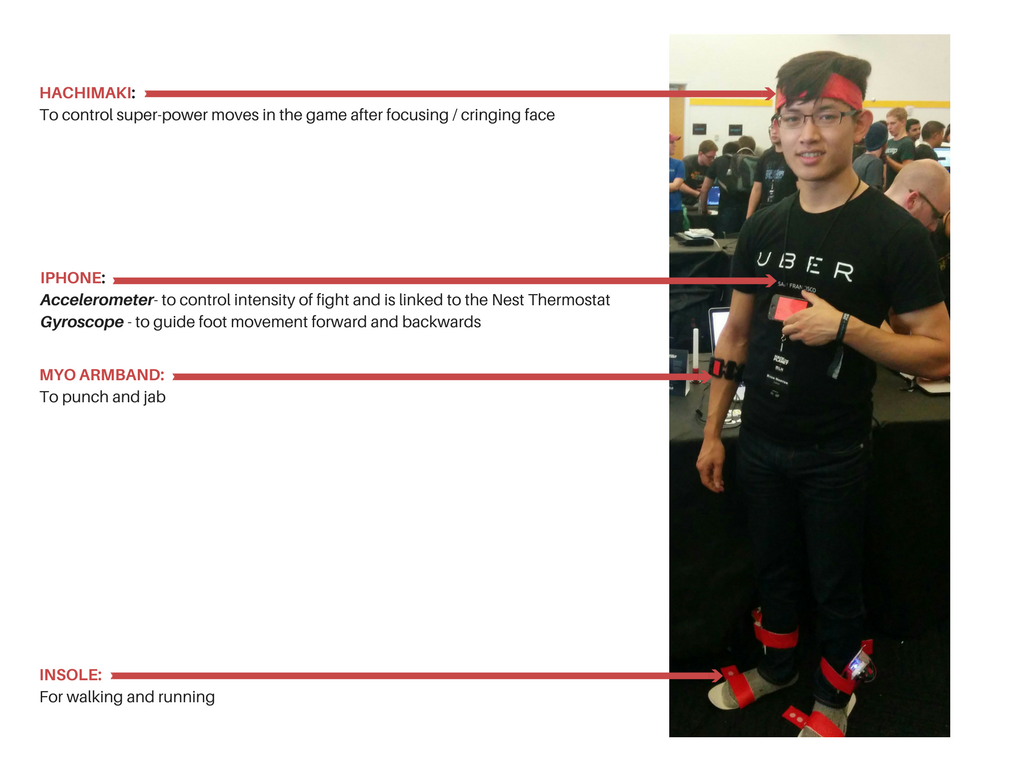 HACHIMAKI:
To control super-power moves in the game after focusing / cringing face
IPHONE:
Accelerometer- to control intensity of fight and is linked to the Nest Thermostat
Gyroscope - to guide foot movement forward and backwards
MYO ARMBAND:
To punch and jab
INSOLE:
For walking and running
UBER
SAN FRANCISCO